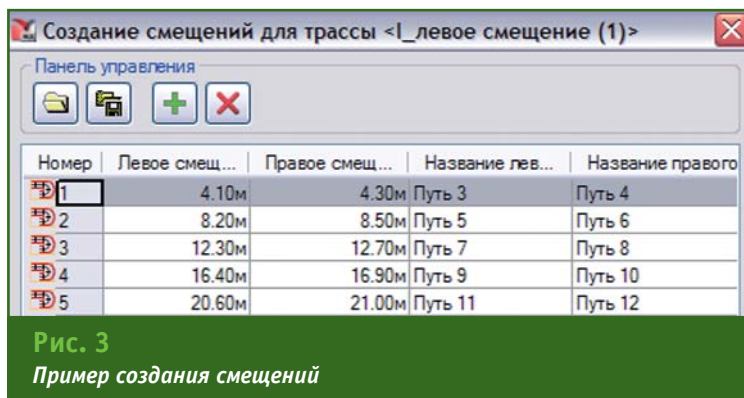 Создание смещений для трассы <I_левое смещение (1)>
Панель управления
Номер Левое смещ... Правое смещ... Название лев... Название правого
1 4.10м 4.30м Путь 3 Путь 4
2 8.20м 8.50м Путь 5 Путь 6
3 12.30м 12.70м Путь 7 Путь 8
4 16.40м 16.90м Путь 9 Путь 10
5 20.60м 21.00м Путь 11 Путь 12
Рис. 3
Пример создания смещений